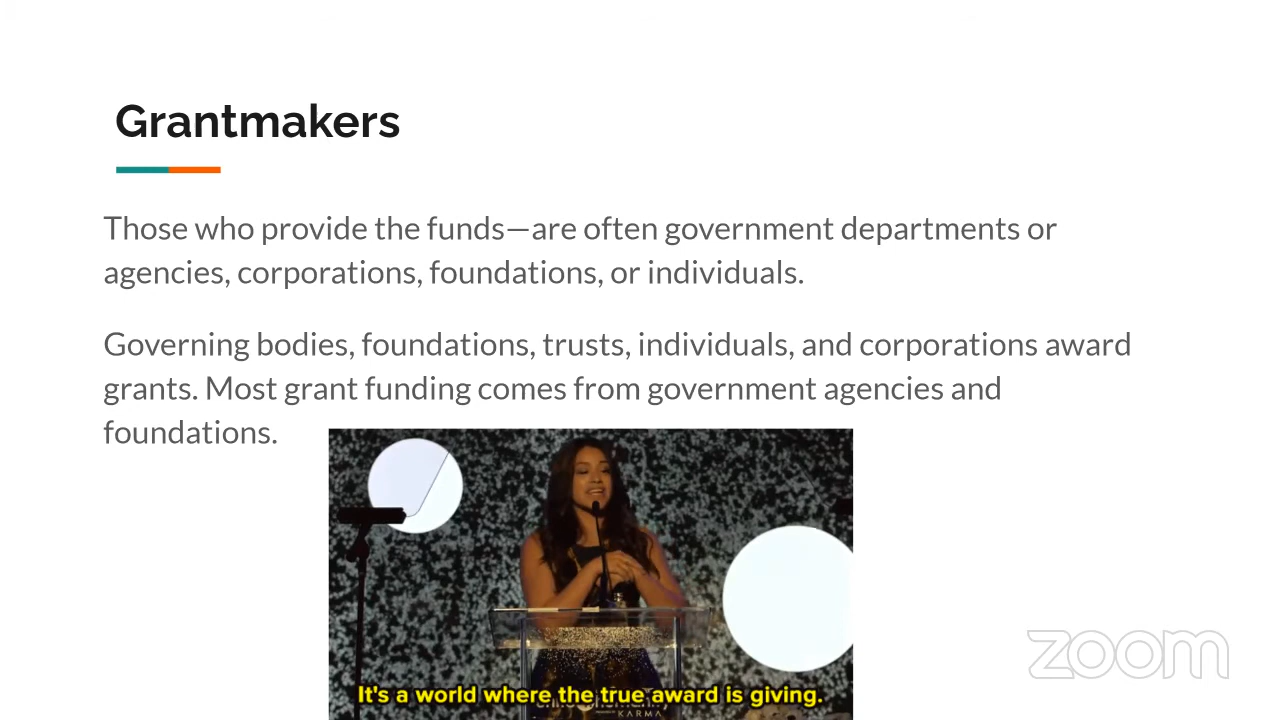 Grantmakers
Those who provide the funds—are often government departments or
agencies, corporations, foundations, or individuals.
Governing bodies, foundations, trusts, individuals, and corporations award
grants. Most grant funding comes from government agencies and
foundations.
It's a world where the true award is giving.
KARMA
zoom